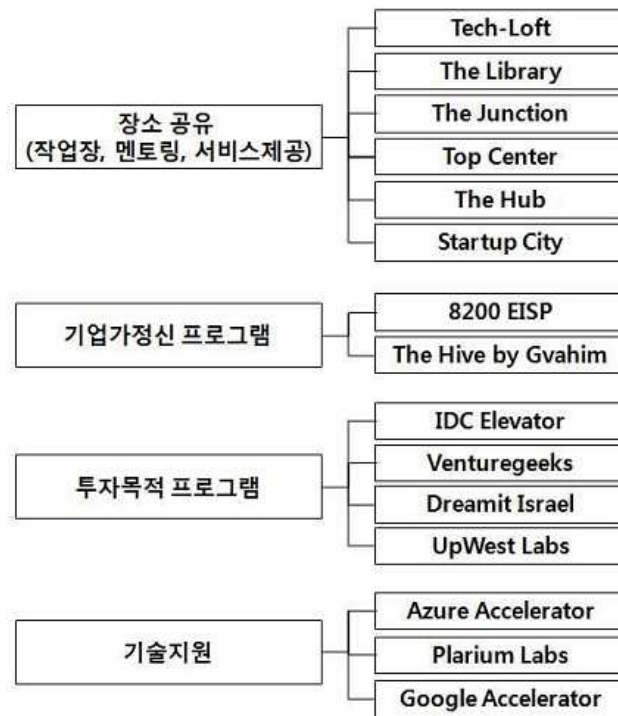 장소 공유
(작업장, 멘토링, 서비스제공)
Tech-Loft
The Library
The Junction
Top Center
The Hub
Startup City
기업가정신 프로그램
8200 EISP
The Hive by Gvahim
투자목적 프로그램
IDC Elevator
Venturegeeks
Dreamit Israel
UpWest Labs
기술지원
Azure Accelerator
Plarium Labs
Google Accelerator